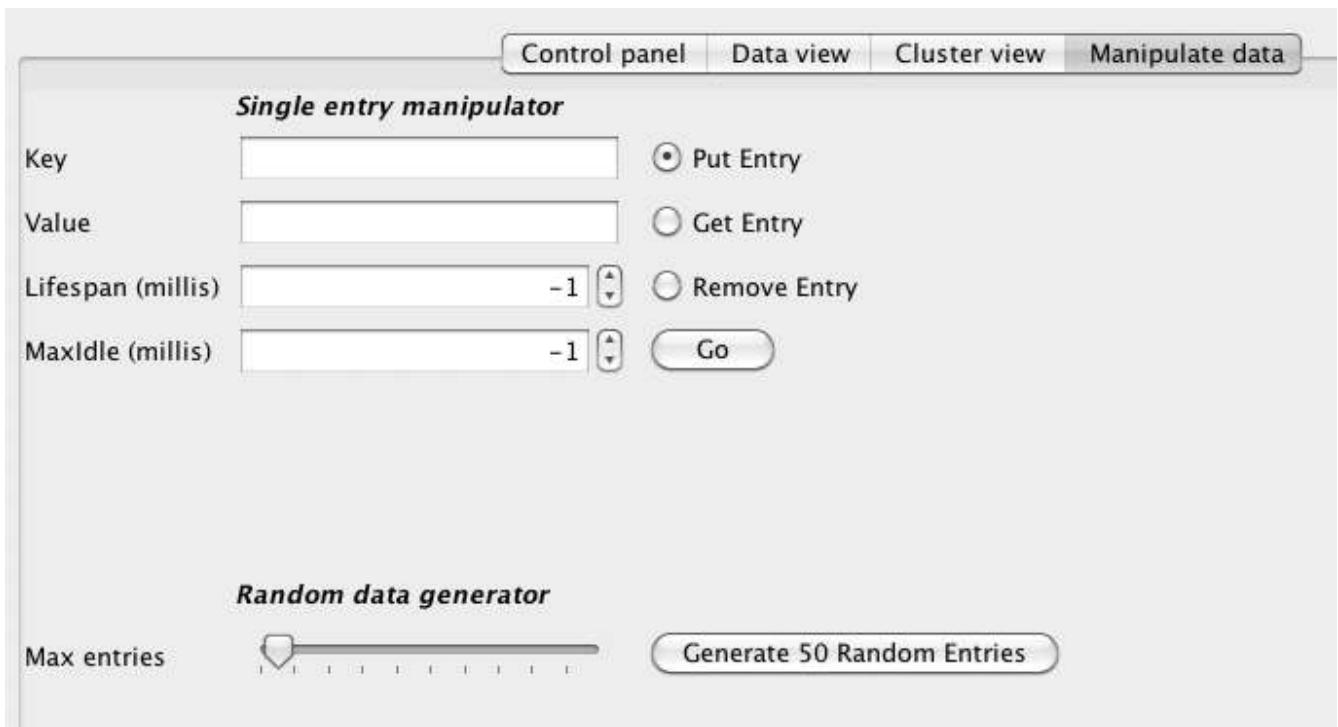 Control panel Data view Cluster view Manipulate data
Single entry manipulator
Key Put Entry
Value Get Entry
Lifespan (millis) -1 Remove Entry
MaxIdle (millis) -1 Go
Random data generator
Max entries Generate 50 Random Entries